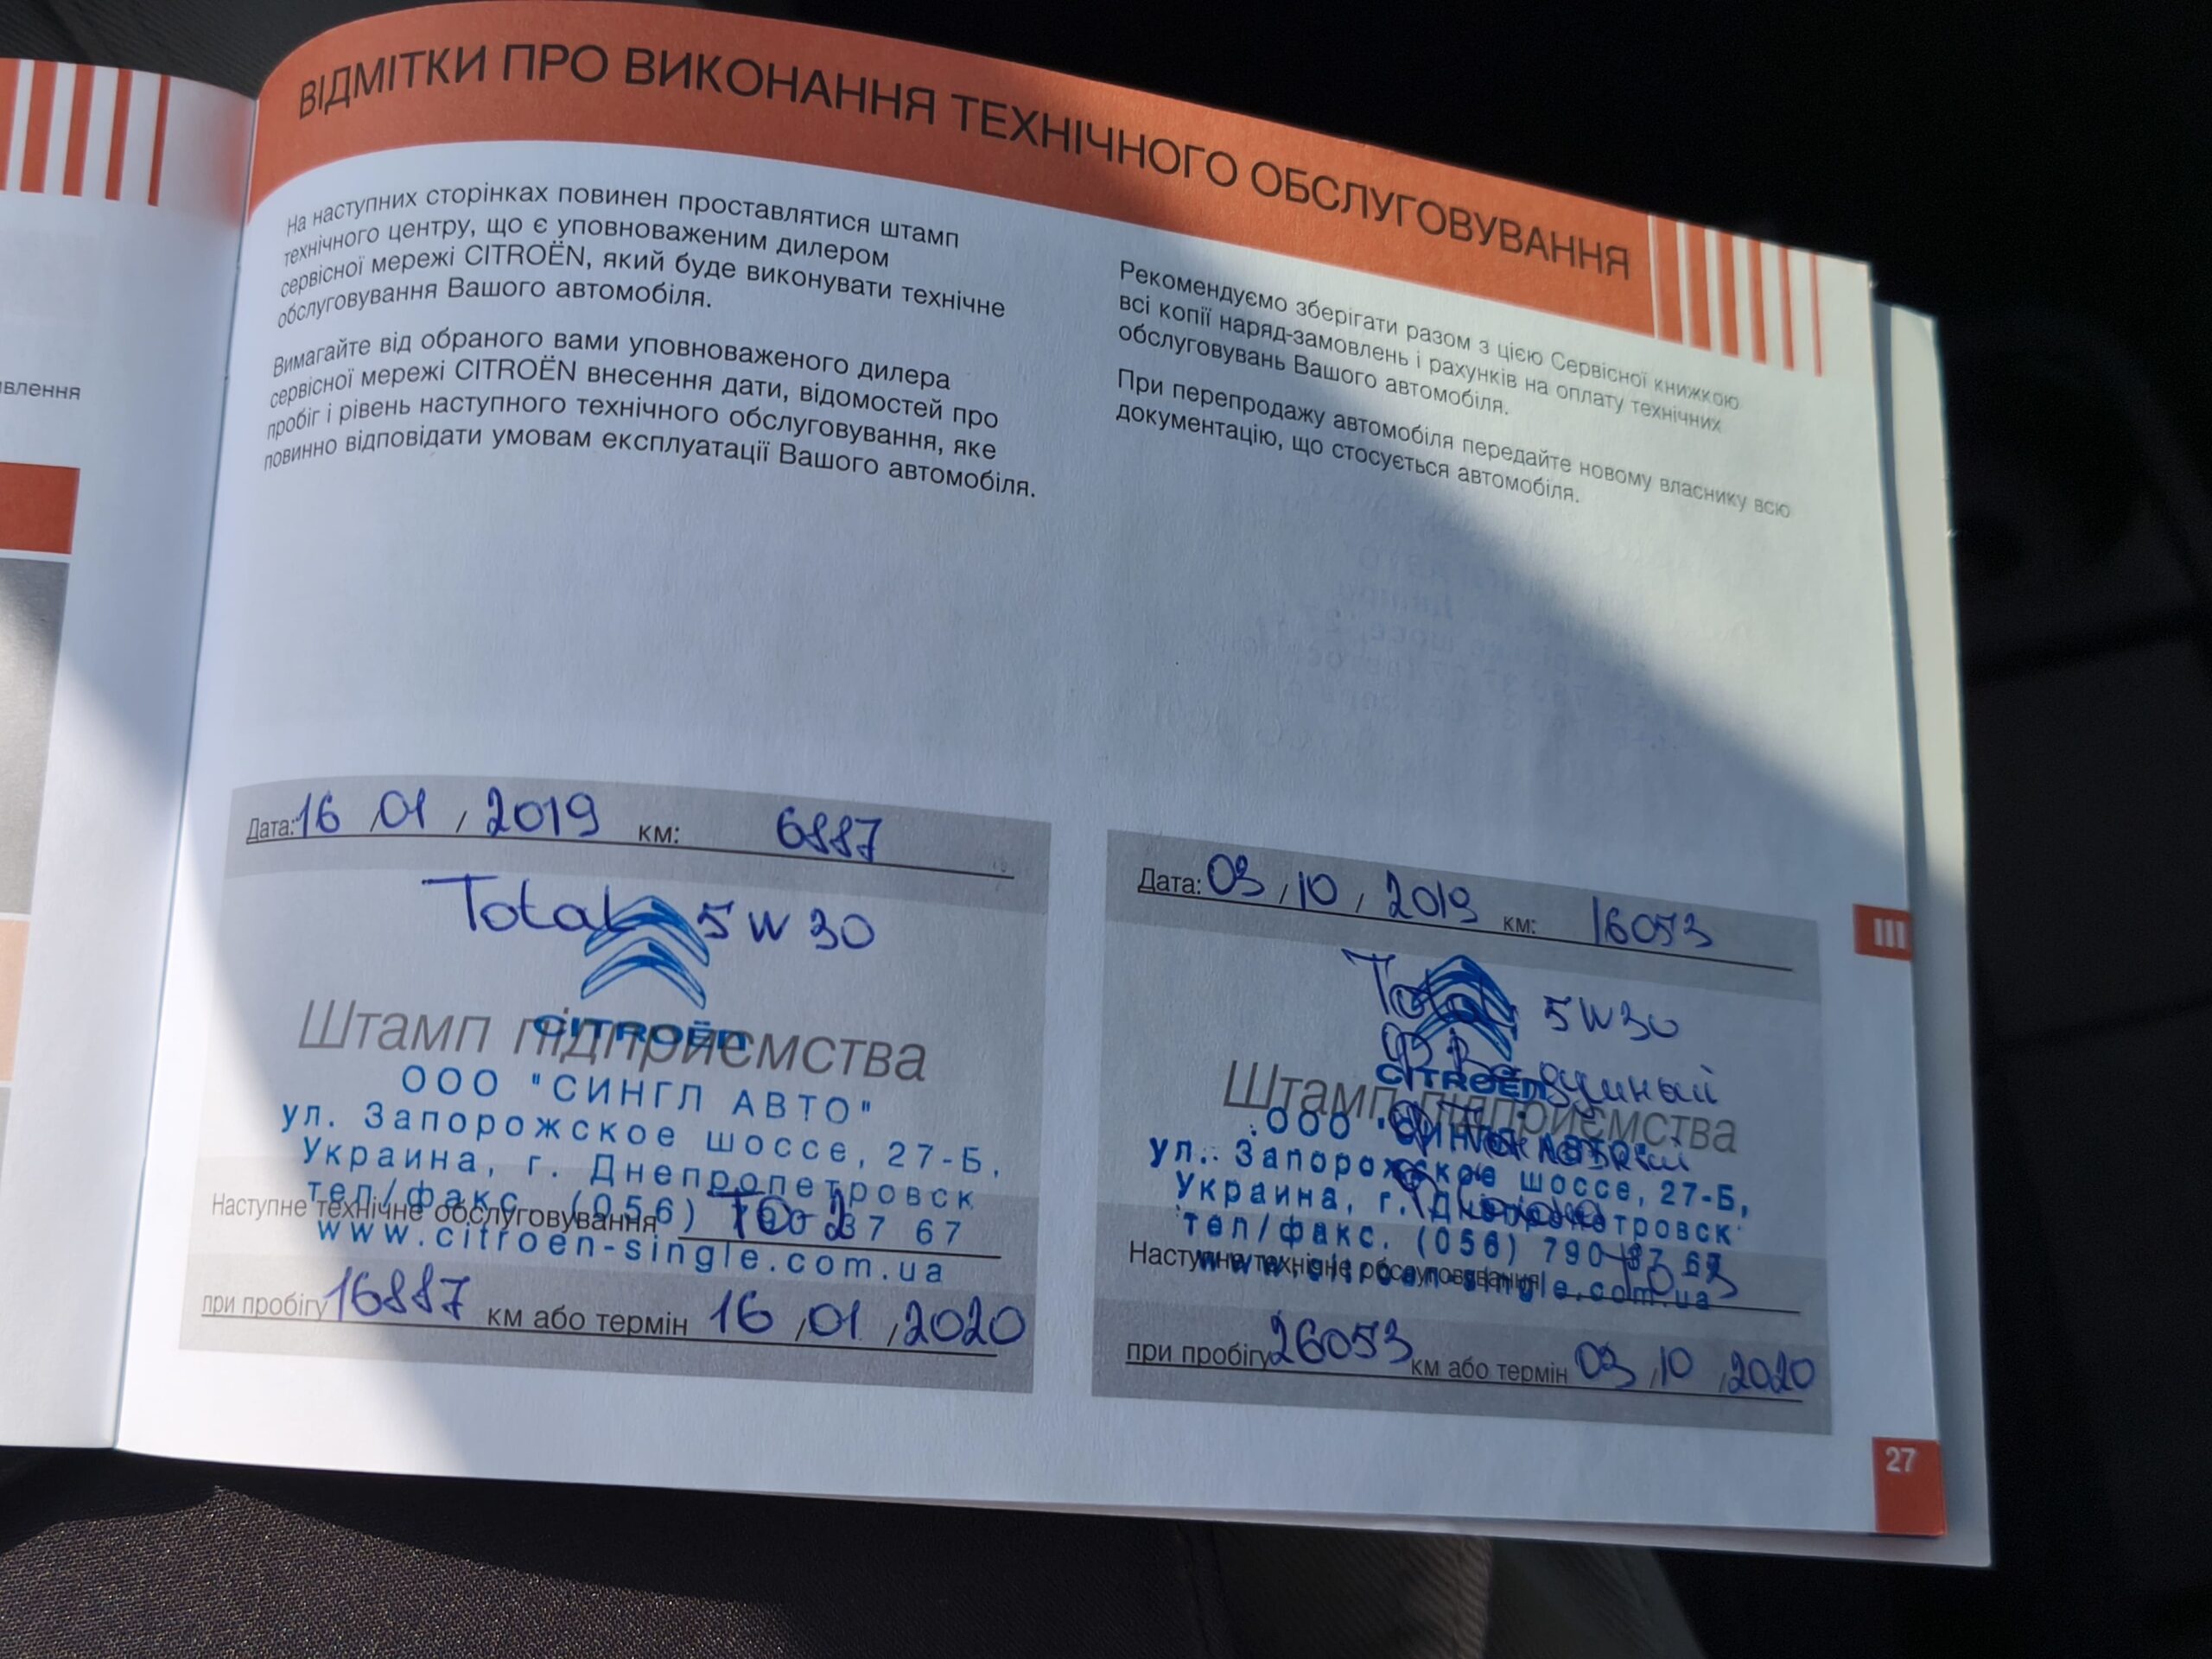 влення
ВІДМІТКИ ПРО ВИКОНАННЯ ТЕХНІЧНОГО ОБСЛУГОВУВАННЯ
На наступних сторінках повинен проставлятися штамп
технічного центру, що є уповноваженим дилером
сервісної мережі CITROËN, який буде виконувати технічне
обслуговування Вашого автомобіля.
Вимагайте від обраного вами уповноваженого дилера
сервісної мережі CITROËN внесення дати, відомостей про
пробіг і рівень наступного технічного обслуговування, яке
повинно відповідати умовам експлуатації Вашого автомобіля.
Рекомендуємо зберігати разом з цією Сервісної книжкою
всі копії наряд-замовлень і рахунків на оплату технічних
обслуговувань Вашого автомобіля.
При перепродажу автомобіля передайте новому власнику всю
документацію, що стосується автомобіля.
Дата: 16 / 01 / 2019 км: 6887
Total 5W30
CITROËN
Штамп підприємства
ООО "СИНГЛ АВТО"
ул. Запорожское шоссе, 27-Б,
Украина, г. Днепропетровск
тел/факс. (056) 37 67
Наступне технічне обслуговування ТО-2
www.citroen-single.com.ua
при пробігу 16887 км або термін 16 / 01 / 2020
Дата: 03 / 10 / 2019 км: 16053
Total 5W30
CITROËN
Штамп підприємства
ООО "СИНГЛ АВТО"
ул. Запорожское шоссе, 27-Б,
Украина, г. Днепропетровск
тел/факс. (056) 790 37 67
Наступне технічне обслуговування
www.citroen-single.com.ua
при пробігу 26053 км або термін 03 / 10 / 2020
III
27